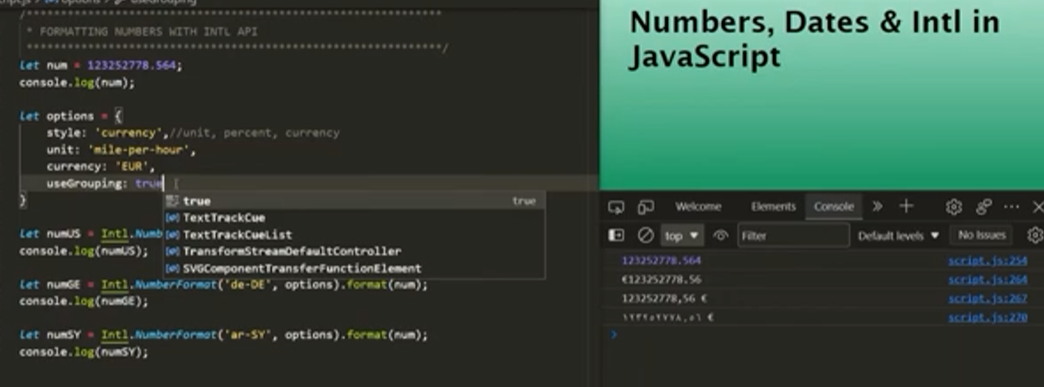 * FORMATTING NUMBERS WITH INTL API
*******************************************************/
let num = 123252778.564;
console.log(num);
let options = {
style: 'currency',//unit, percent, currency
unit: 'mile-per-hour',
currency: 'EUR',
useGrouping: true
}
true true
TextTrackCue
TextTrackCueList
TransformStreamDefaultController
SVGComponentTransferFunctionElement
let numUS = Intl.Numb
console.log(numUS);
let numGE = Intl.NumberFormat('de-DE', options).format(num);
console.log(numGE);
let numSY = Intl.NumberFormat('ar-SY', options).format(num);
console.log(numSY);
Numbers, Dates & Intl in
JavaScript
Welcome Elements Console
top Filter Default levels No Issues
123252778.564 script.js:254
€123252778.56 script.js:264
123252778,56 € script.js:267
١٢٣٢٥٢٧٧٨,٥٦ € script.js:270